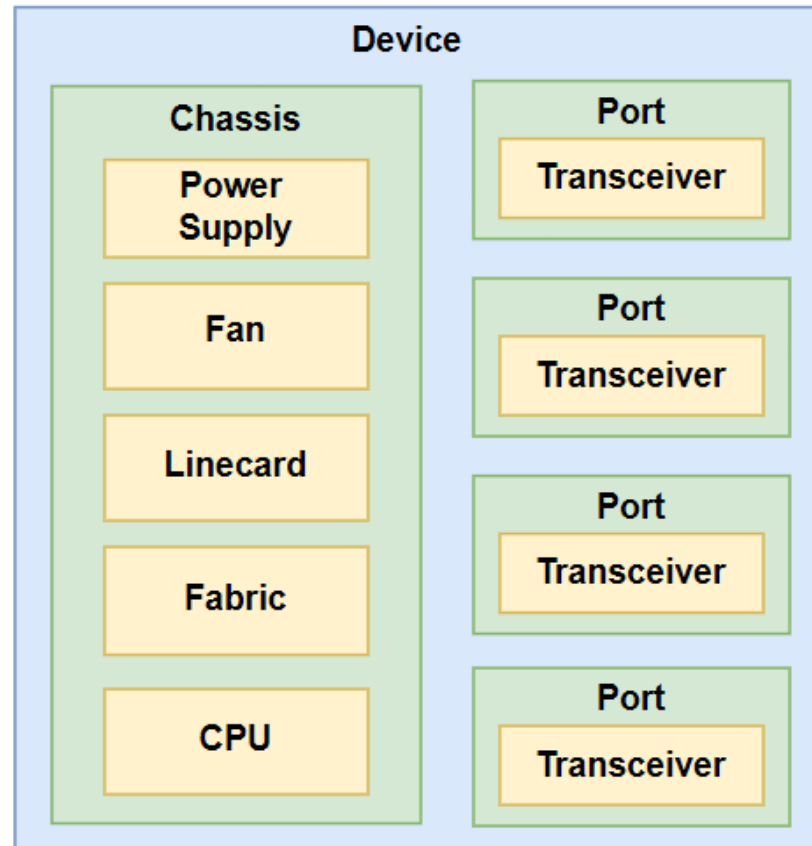 Device
Chassis
Power
Supply
Fan
Linecard
Fabric
CPU
Port
Transceiver
Port
Transceiver
Port
Transceiver
Port
Transceiver